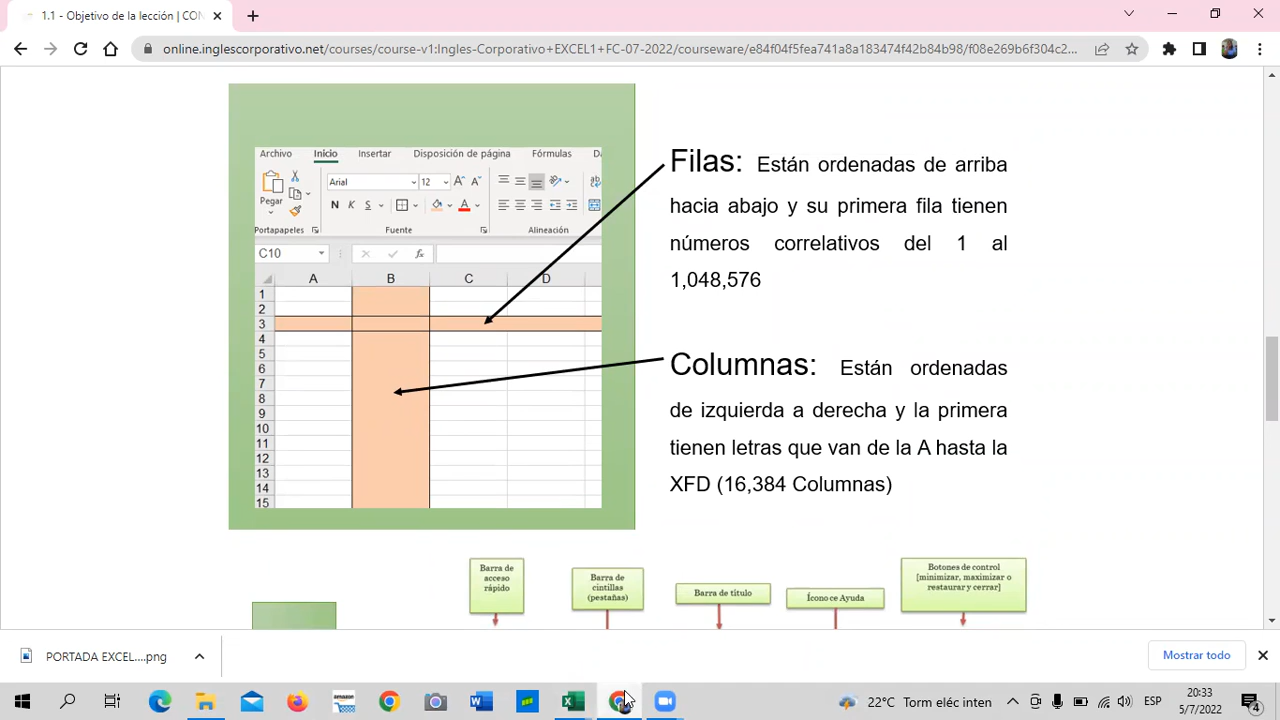 1.1 - Objetivo de la lección | CON
online.inglescorporativo.net/courses/course-v1:Ingles-Corporativo+EXCEL1+FC-07-2022/courseware/e84f04f5fea741a8a183474f42b84b98/f08e269b6f304c2...
Archivo Inicio Insertar Disposición de página Fórmulas Da
Arial 12
Pegar
N K S
ab
Portapapeles Fuente Alineación
C10 fx
A B C D
1
2
3
4
5
6
7
8
9
10
11
12
13
14
15
Filas: Están ordenadas de arriba
hacia abajo y su primera fila tienen
números correlativos del 1 al
1,048,576
Columnas: Están ordenadas
de izquierda a derecha y la primera
tienen letras que van de la A hasta la
XFD (16,384 Columnas)
Barra de
acceso
rápido
Barra de
cintillas
(pestañas)
Barra de título
Ícono ce Ayuda
Botones de control
[minimizar, maximizar o
restaurar y cerrar]
PORTADA EXCEL....png
Mostrar todo
amazon
22°C Torm eléc inten
ESP
20:33
5/7/2022
4